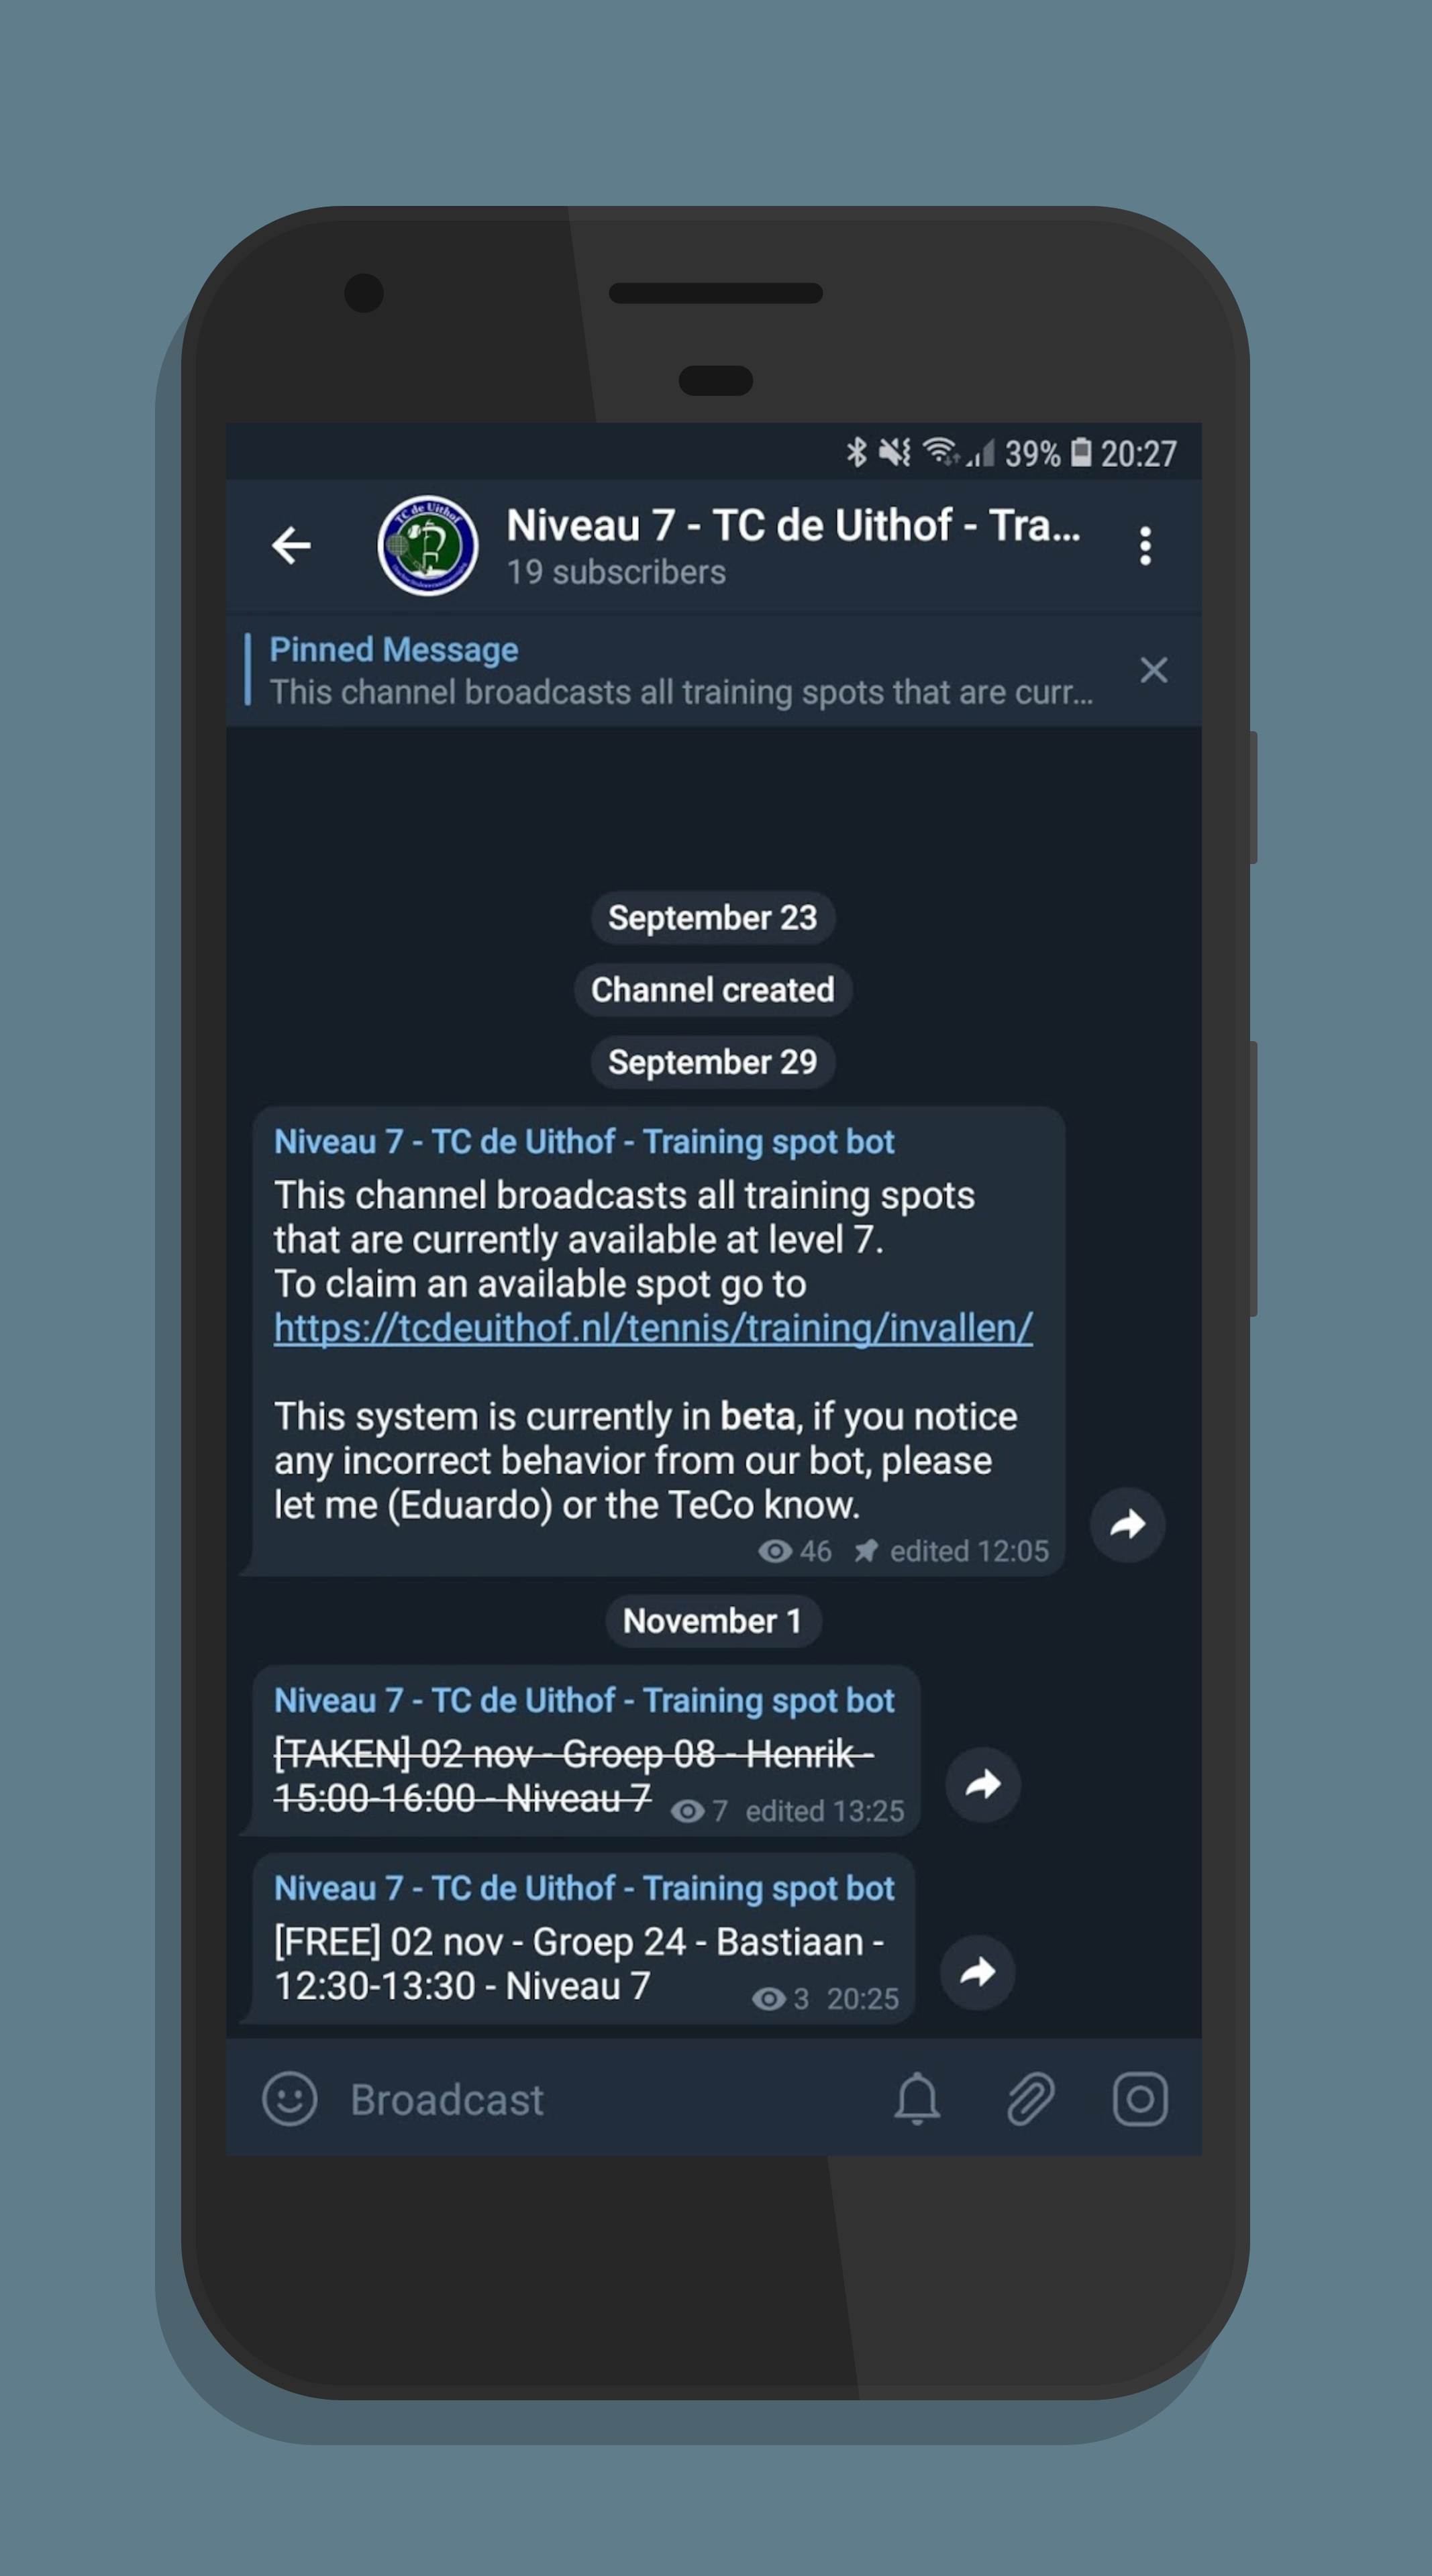 39% 20:27
Niveau 7 - TC de Uithof - Tra...
19 subscribers
Pinned Message
This channel broadcasts all training spots that are curr...
September 23
Channel created
September 29
Niveau 7 - TC de Uithof - Training spot bot
This channel broadcasts all training spots
that are currently available at level 7.
To claim an available spot go to
https://tcdeuithof.nl/tennis/training/invallen/
This system is currently in beta, if you notice
any incorrect behavior from our bot, please
let me (Eduardo) or the TeCo know.
46 edited 12:05
November 1
Niveau 7 - TC de Uithof - Training spot bot
[TAKEN] 02 nov - Groep 08 - Henrik -
15:00-16:00 - Niveau 7 7 edited 13:25
Niveau 7 - TC de Uithof - Training spot bot
[FREE] 02 nov - Groep 24 - Bastiaan -
12:30-13:30 - Niveau 7 3 20:25
Broadcast